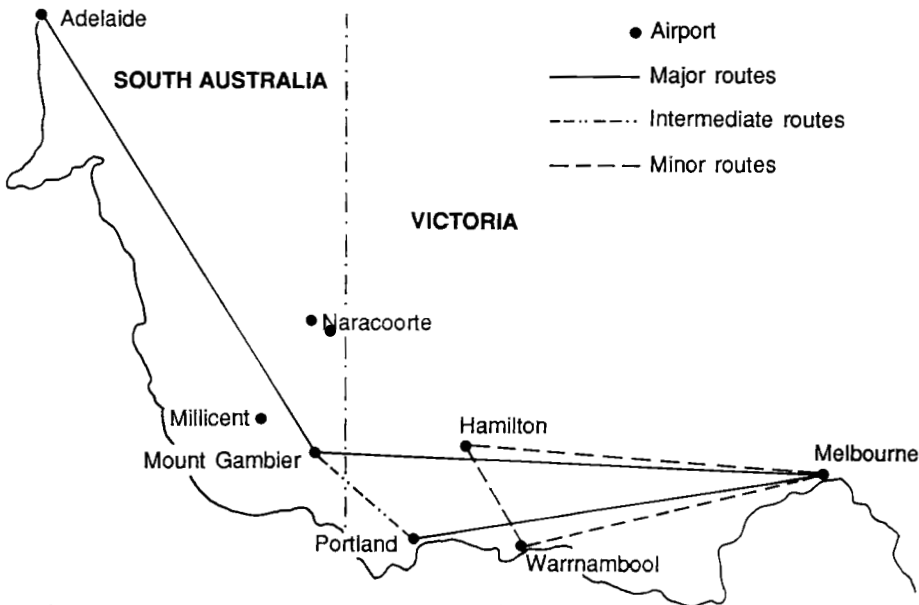 Adelaide
Airport
SOUTH AUSTRALIA
Major routes
Intermediate routes
Minor routes
VICTORIA
Naracoorte
Millicent
Hamilton
Mount Gambier
Melbourne
Portland
Warrnambool